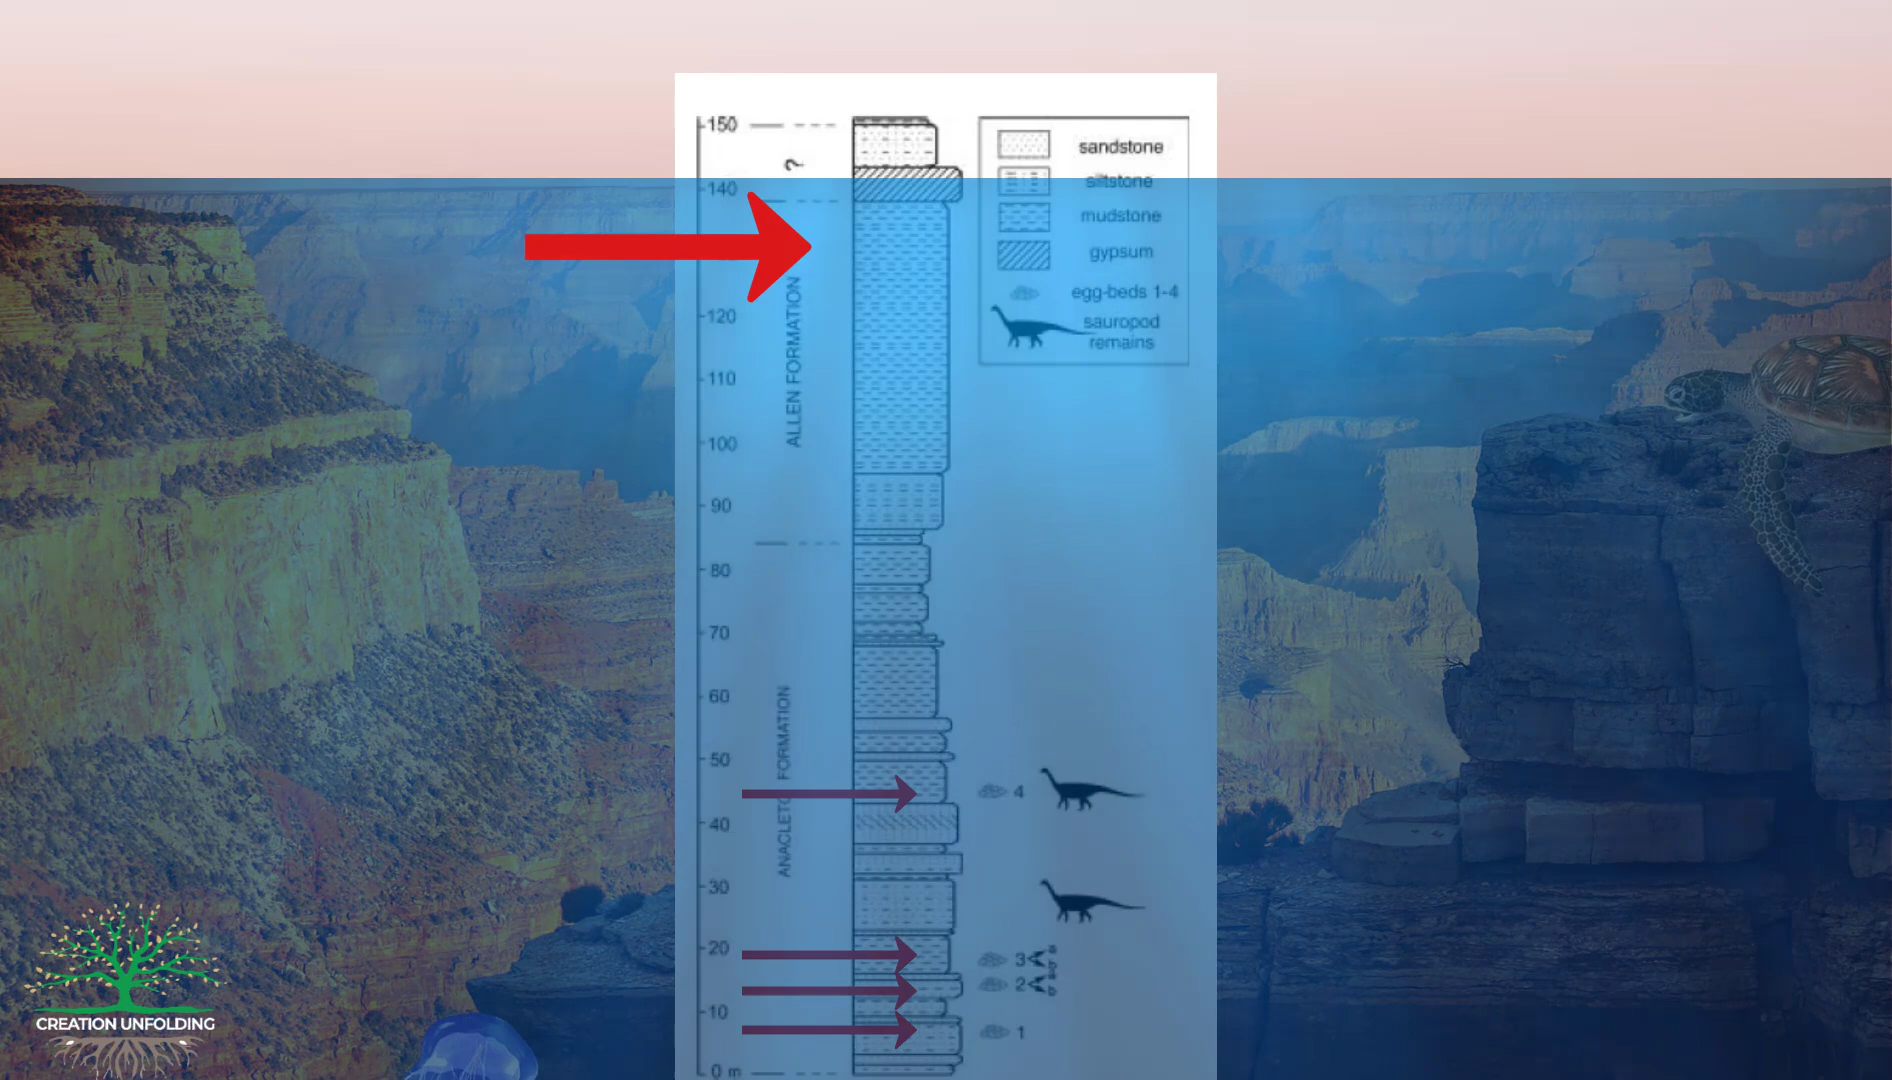 150
?
140
120
110
100
90
80
70
60
50
40
30
20
10
0 m
ALLEN FORMATION
ANACLETO FORMATION
sandstone
siltstone
mudstone
gypsum
egg-beds 1-4
sauropod
remains
4
3
2
1
CREATION UNFOLDING